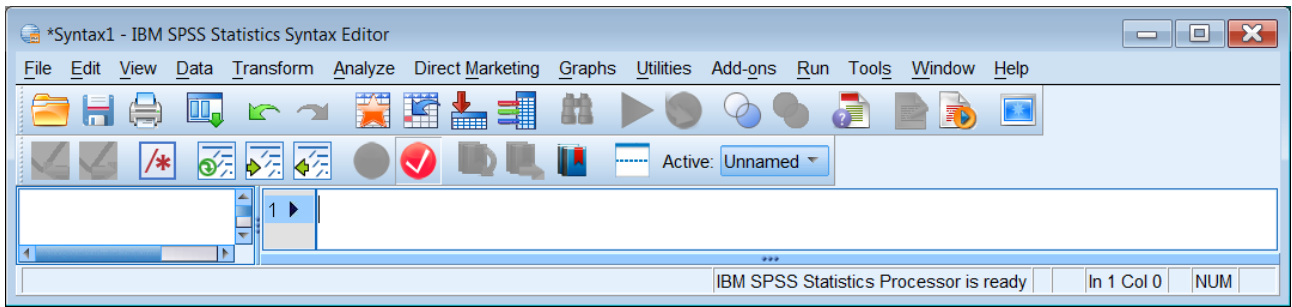 *Syntax1 - IBM SPSS Statistics Syntax Editor
File Edit View Data Transform Analyze Direct Marketing Graphs Utilities Add-ons Run Tools Window Help
?
/* Active: Unnamed
1
IBM SPSS Statistics Processor is ready In 1 Col 0 NUM